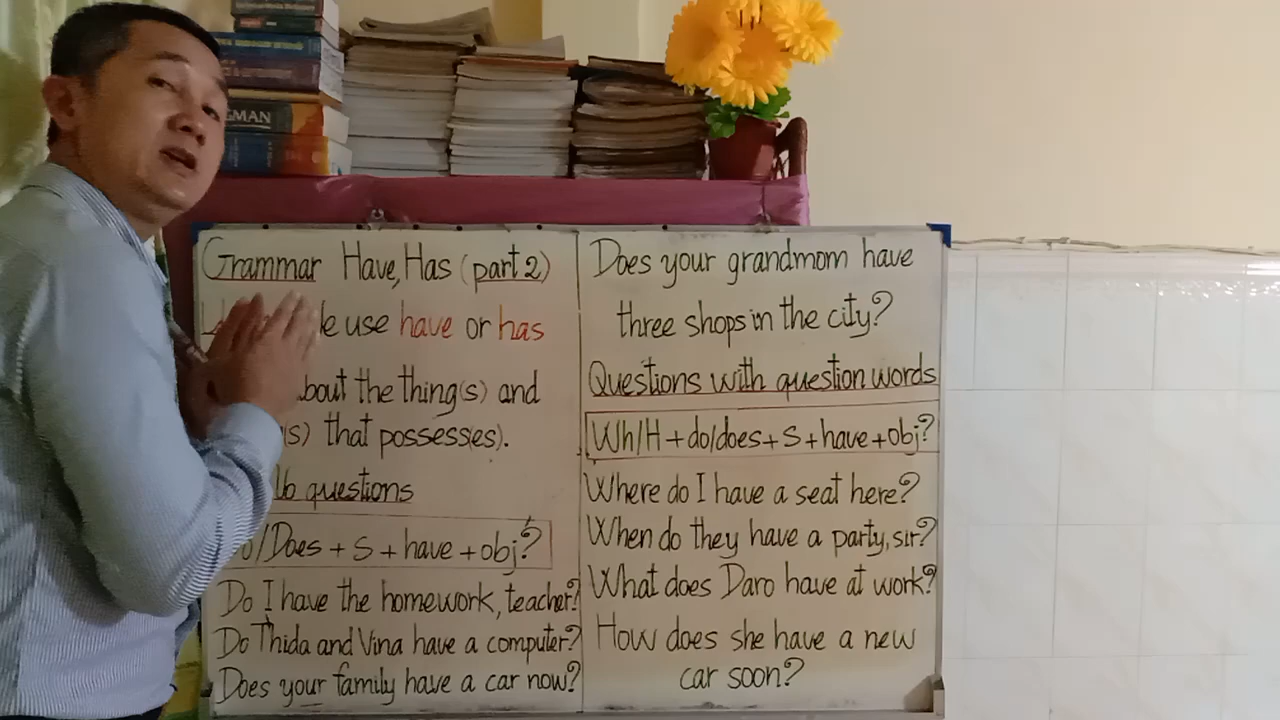 GMAN
Grammar Have, Has (part 2)
use have or has
about the thing(s) and
(s) that possess(es).
questions
/Does + S + have + obj?
Do I have the homework, teacher?
Do Thida and Vina have a computer?
Does your family have a car now?
Does your grandmom have
three shops in the city?
Questions with question words
Wh/H + do/does + S + have + obj?
Where do I have a seat here?
When do they have a party, sir?
What does Daro have at work?
How does she have a new
car soon?